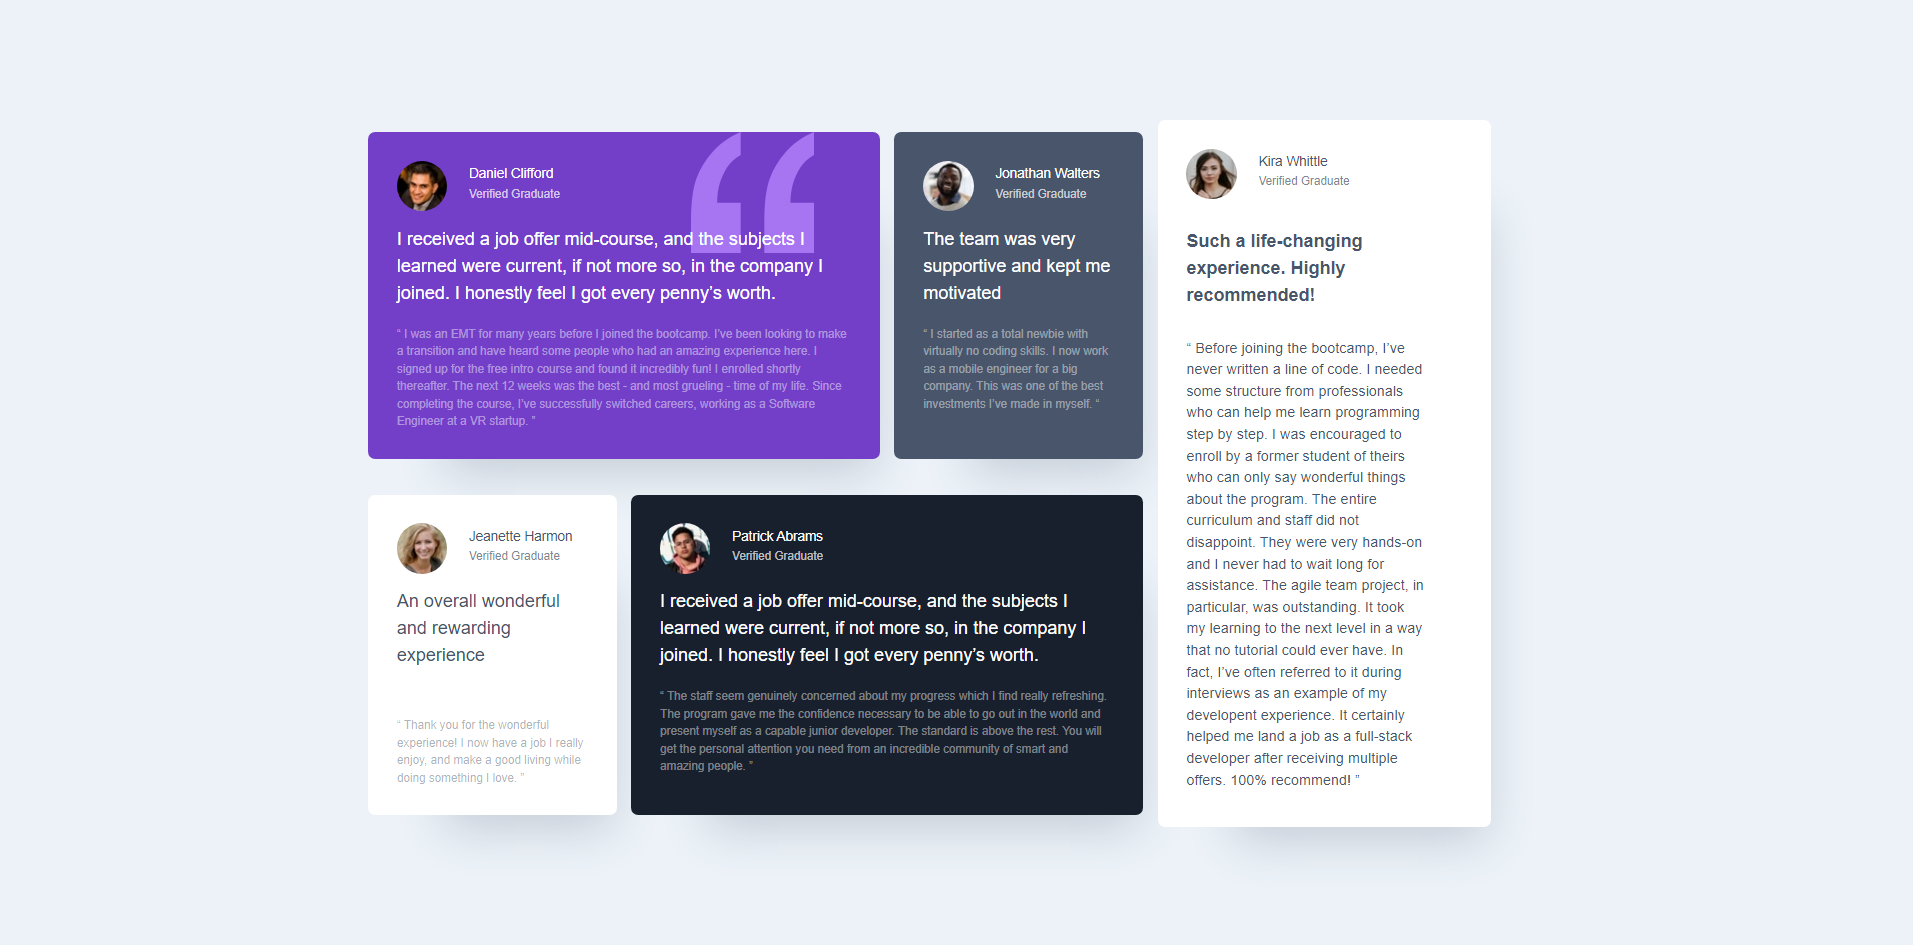 Daniel Clifford
Verified Graduate
I received a job offer mid-course, and the subjects I
learned were current, if not more so, in the company I
joined. I honestly feel I got every penny’s worth.
“ I was an EMT for many years before I joined the bootcamp. I’ve been looking to make
a transition and have heard some people who had an amazing experience here. I
signed up for the free intro course and found it incredibly fun! I enrolled shortly
thereafter. The next 12 weeks was the best - and most grueling - time of my life. Since
completing the course, I’ve successfully switched careers, working as a Software
Engineer at a VR startup. ”
Jonathan Walters
Verified Graduate
The team was very
supportive and kept me
motivated
“ I started as a total newbie with
virtually no coding skills. I now work
as a mobile engineer for a big
company. This was one of the best
investments I’ve made in myself. “
Kira Whittle
Verified Graduate
Such a life-changing
experience. Highly
recommended!
“ Before joining the bootcamp, I’ve
never written a line of code. I needed
some structure from professionals
who can help me learn programming
step by step. I was encouraged to
enroll by a former student of theirs
who can only say wonderful things
about the program. The entire
curriculum and staff did not
disappoint. They were very hands-on
and I never had to wait long for
assistance. The agile team project, in
particular, was outstanding. It took
my learning to the next level in a way
that no tutorial could ever have. In
fact, I’ve often referred to it during
interviews as an example of my
developent experience. It certainly
helped me land a job as a full-stack
developer after receiving multiple
offers. 100% recommend! ”
Jeanette Harmon
Verified Graduate
An overall wonderful
and rewarding
experience
“ Thank you for the wonderful
experience! I now have a job I really
enjoy, and make a good living while
doing something I love. ”
Patrick Abrams
Verified Graduate
I received a job offer mid-course, and the subjects I
learned were current, if not more so, in the company I
joined. I honestly feel I got every penny’s worth.
“ The staff seem genuinely concerned about my progress which I find really refreshing.
The program gave me the confidence necessary to be able to go out in the world and
present myself as a capable junior developer. The standard is above the rest. You will
get the personal attention you need from an incredible community of smart and
amazing people. ”